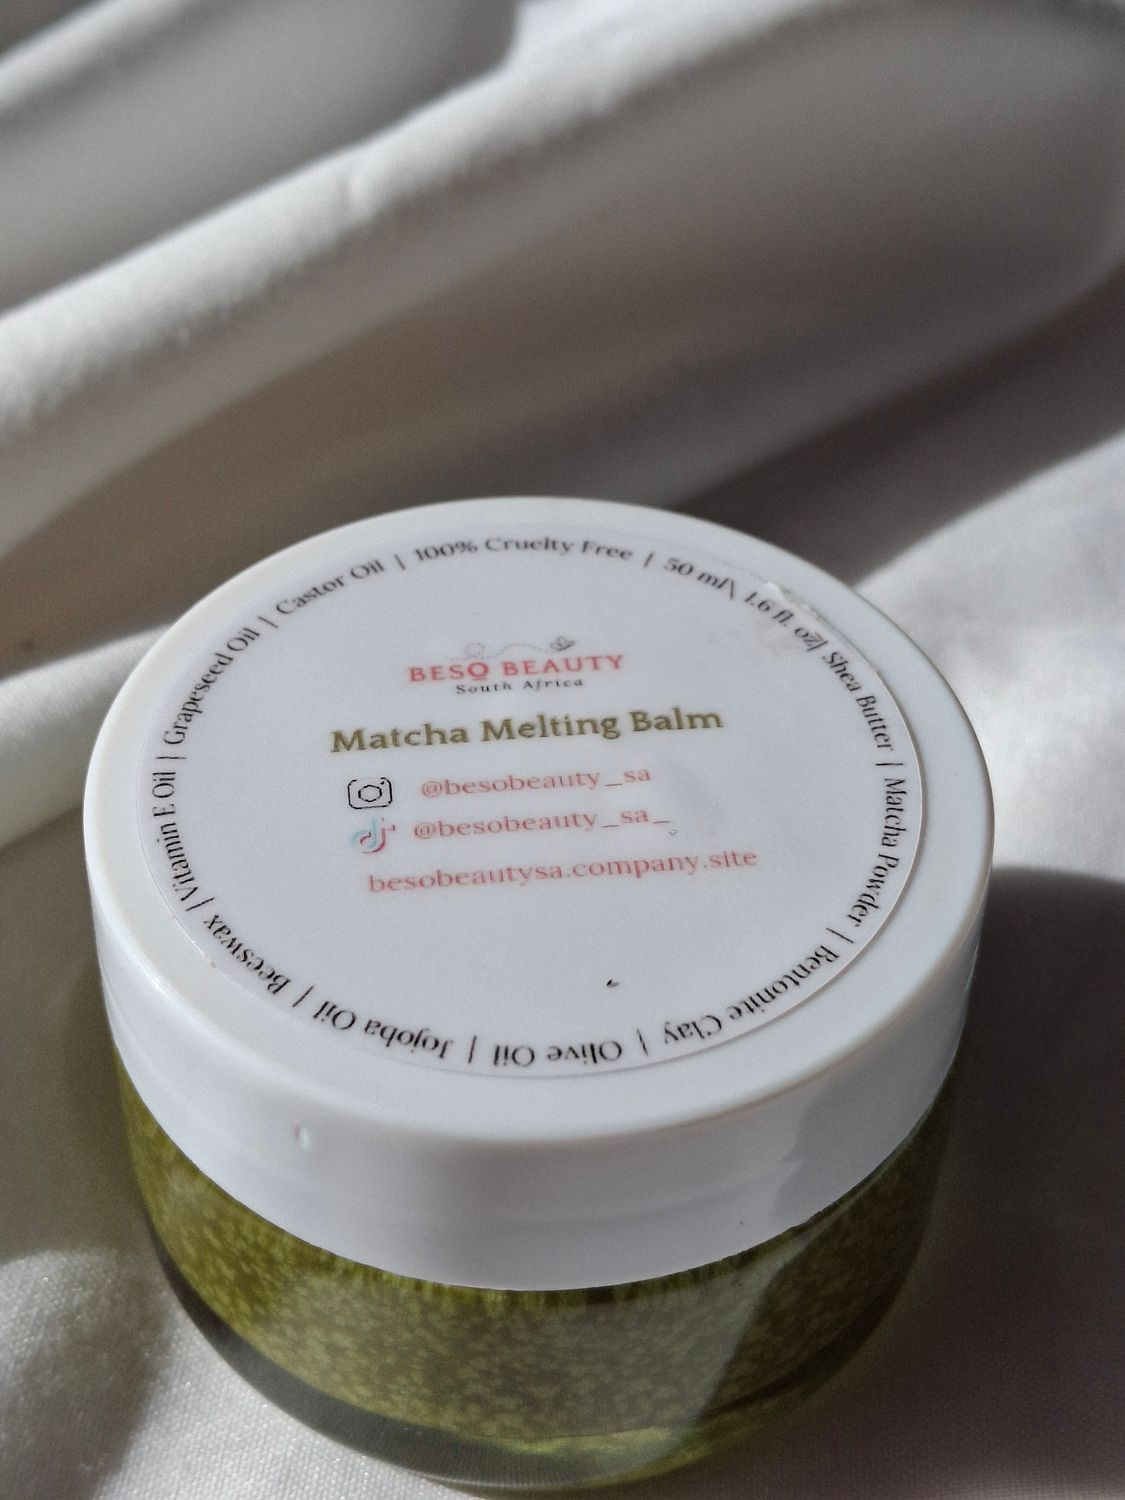 BESO BEAUTY
South Africa
Matcha Melting Balm
@besobeauty_sa
@besobeauty_sa_
besobeautysa.company.site
100% Cruelty Free | 50 ml\ 1.6 fl. oz| Shea Butter | Matcha Powder | Bentonite Clay | Olive Oil | Jojoba Oil | Beeswax | Vitamin E Oil | Grapeseed Oil | Castor Oil |